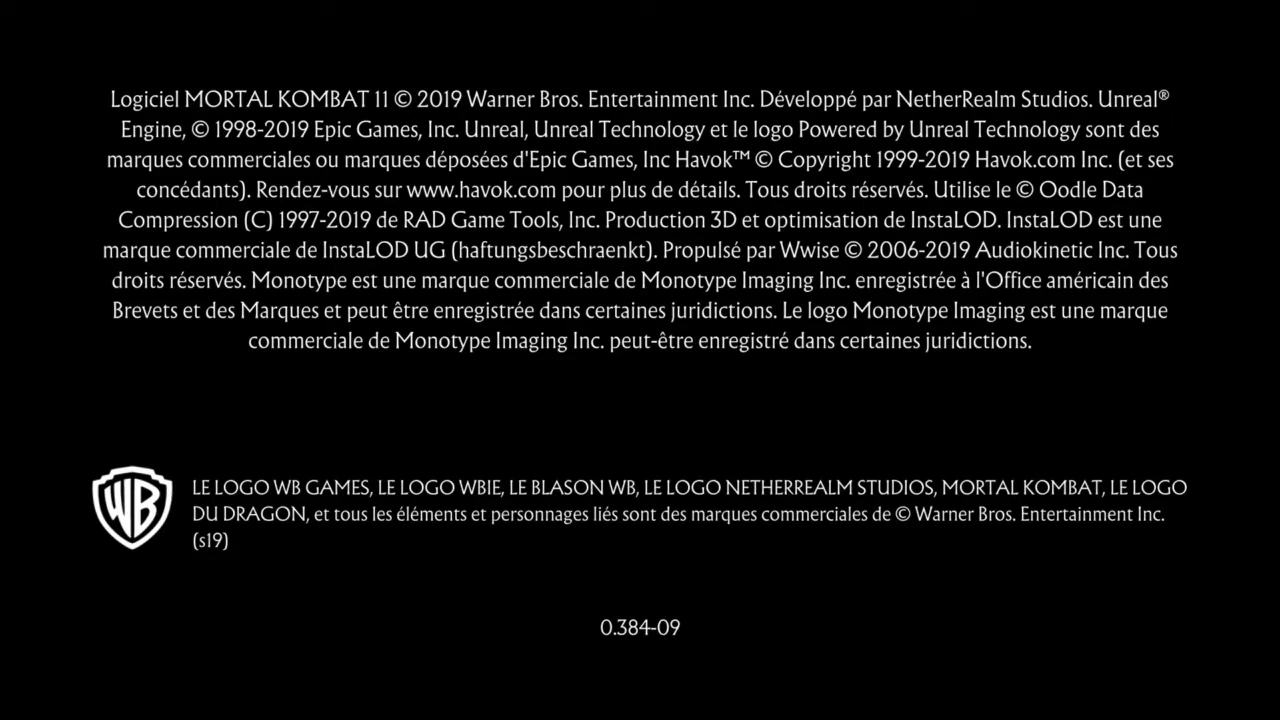 Logiciel MORTAL KOMBAT 11 © 2019 Warner Bros. Entertainment Inc. Développé par NetherRealm Studios. Unreal®
Engine, © 1998-2019 Epic Games, Inc. Unreal, Unreal Technology et le logo Powered by Unreal Technology sont des
marques commerciales ou marques déposées d'Epic Games, Inc Havok™ © Copyright 1999-2019 Havok.com Inc. (et ses
concédants). Rendez-vous sur www.havok.com pour plus de détails. Tous droits réservés. Utilise le © Oodle Data
Compression (C) 1997-2019 de RAD Game Tools, Inc. Production 3D et optimisation de InstaLOD. InstaLOD est une
marque commerciale de InstaLOD UG (haftungsbeschraenkt). Propulsé par Wwise © 2006-2019 Audiokinetic Inc. Tous
droits réservés. Monotype est une marque commerciale de Monotype Imaging Inc. enregistrée à l'Office américain des
Brevets et des Marques et peut être enregistrée dans certaines juridictions. Le logo Monotype Imaging est une marque
commerciale de Monotype Imaging Inc. peut-être enregistré dans certaines juridictions.
WB
LE LOGO WB GAMES, LE LOGO WBIE, LE BLASON WB, LE LOGO NETHERREALM STUDIOS, MORTAL KOMBAT, LE LOGO
DU DRAGON, et tous les éléments et personnages liés sont des marques commerciales de © Warner Bros. Entertainment Inc.
(s19)
0.384-09